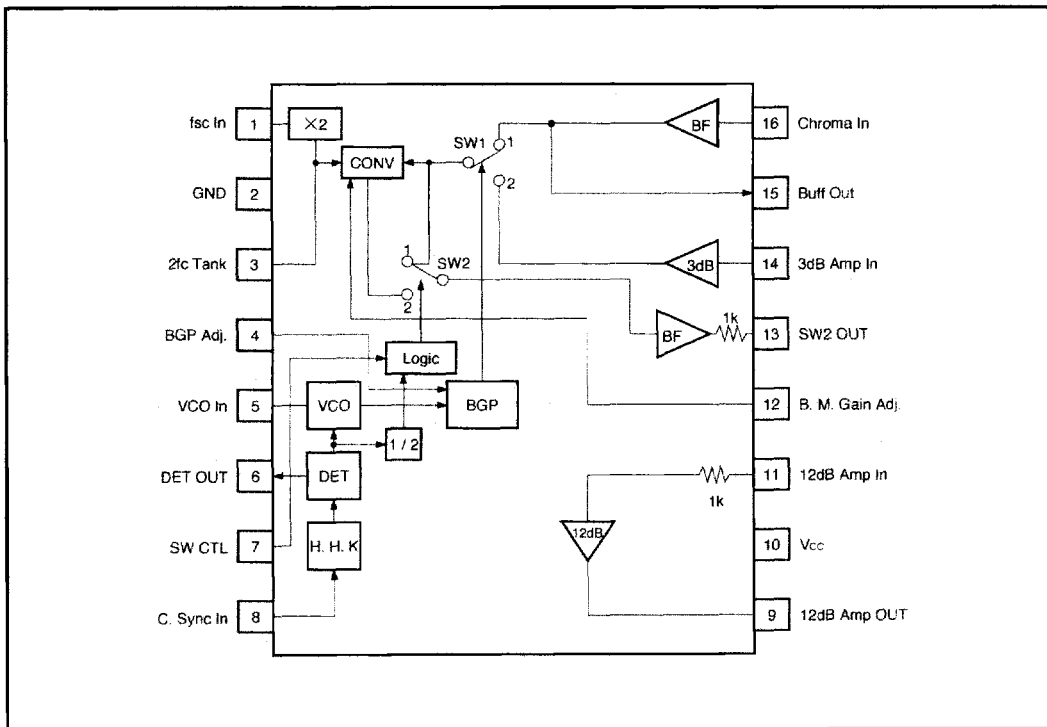 fsc In
1
×2
GND
2
2fc Tank
3
BGP Adj.
4
VCO In
5
DET OUT
6
SW CTL
7
C. Sync In
8
CONV
SW1
1
2
1
SW2
2
Logic
VCO
BGP
1 / 2
DET
H. H. K
BF
3dB
BF
1k
1k
12dB
16
Chroma In
15
Buff Out
14
3dB Amp In
13
SW2 OUT
12
B. M. Gain Adj.
11
12dB Amp In
10
Vcc
9
12dB Amp OUT